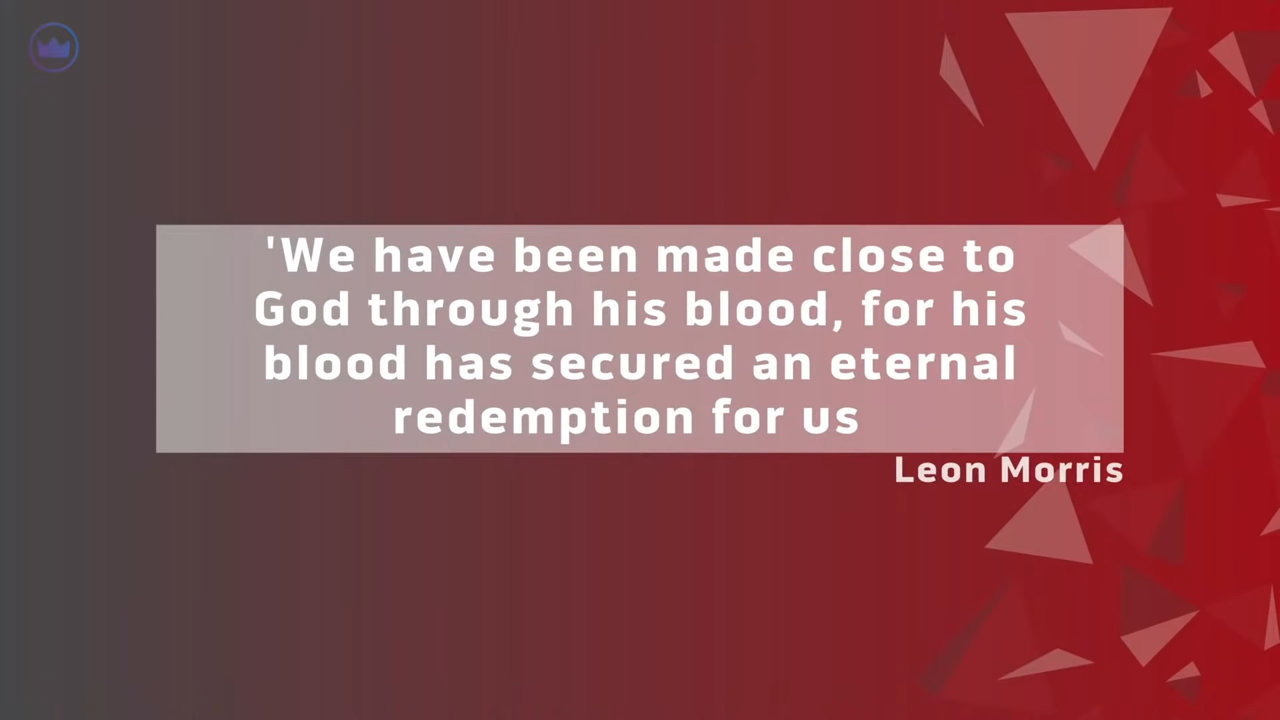 'We have been made close to
God through his blood, for his
blood has secured an eternal
redemption for us
Leon Morris